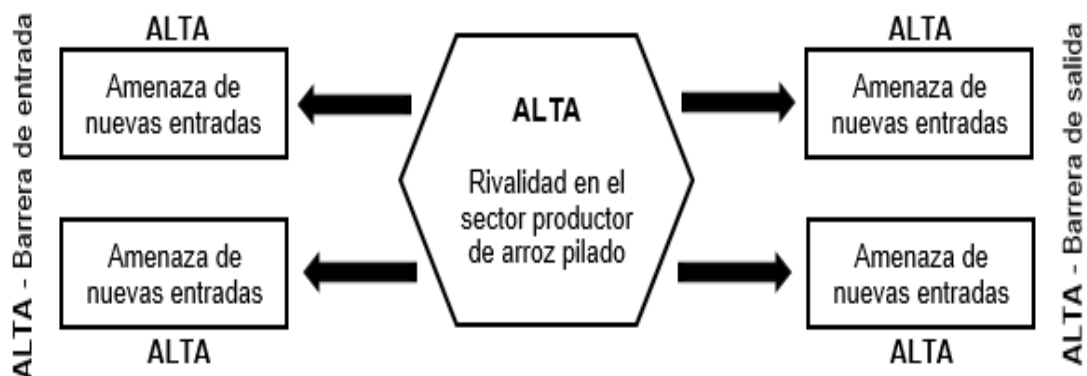 ALTA - Barrera de entrada
ALTA
Amenaza de
nuevas entradas
Amenaza de
nuevas entradas
ALTA
ALTA
Rivalidad en el
sector productor
de arroz pilado
ALTA
Amenaza de
nuevas entradas
Amenaza de
nuevas entradas
ALTA
ALTA - Barrera de salida